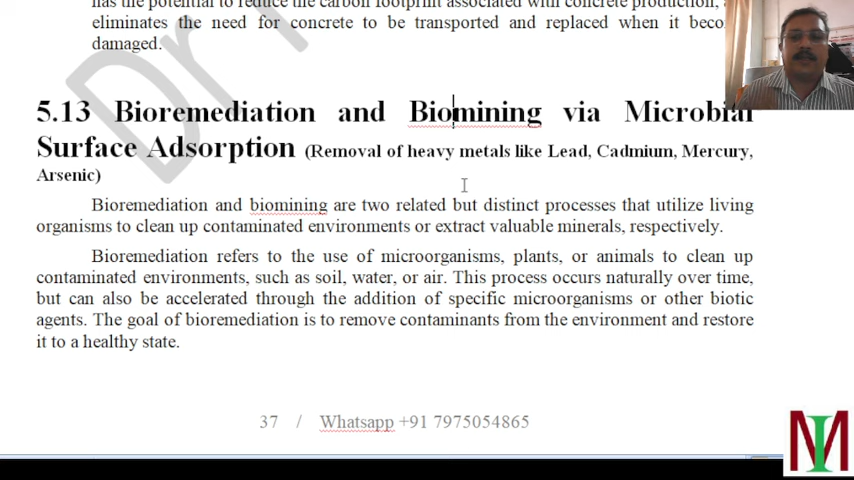 has the potential to reduce the carbon footprint associated with concrete production,
eliminates the need for concrete to be transported and replaced when it
damaged.
5.13 Bioremediation and Biomining via Microbial
Surface Adsorption (Removal of heavy metals like Lead, Cadmium, Mercury,
Arsenic)
Bioremediation and biomining are two related but distinct processes that utilize living
organisms to clean up contaminated environments or extract valuable minerals, respectively.
Bioremediation refers to the use of microorganisms, plants, or animals to clean up
contaminated environments, such as soil, water, or air. This process occurs naturally over time,
but can also be accelerated through the addition of specific microorganisms or other biotic
agents. The goal of bioremediation is to remove contaminants from the environment and restore
it to a healthy state.
37 / Whatsapp +91 7975054865